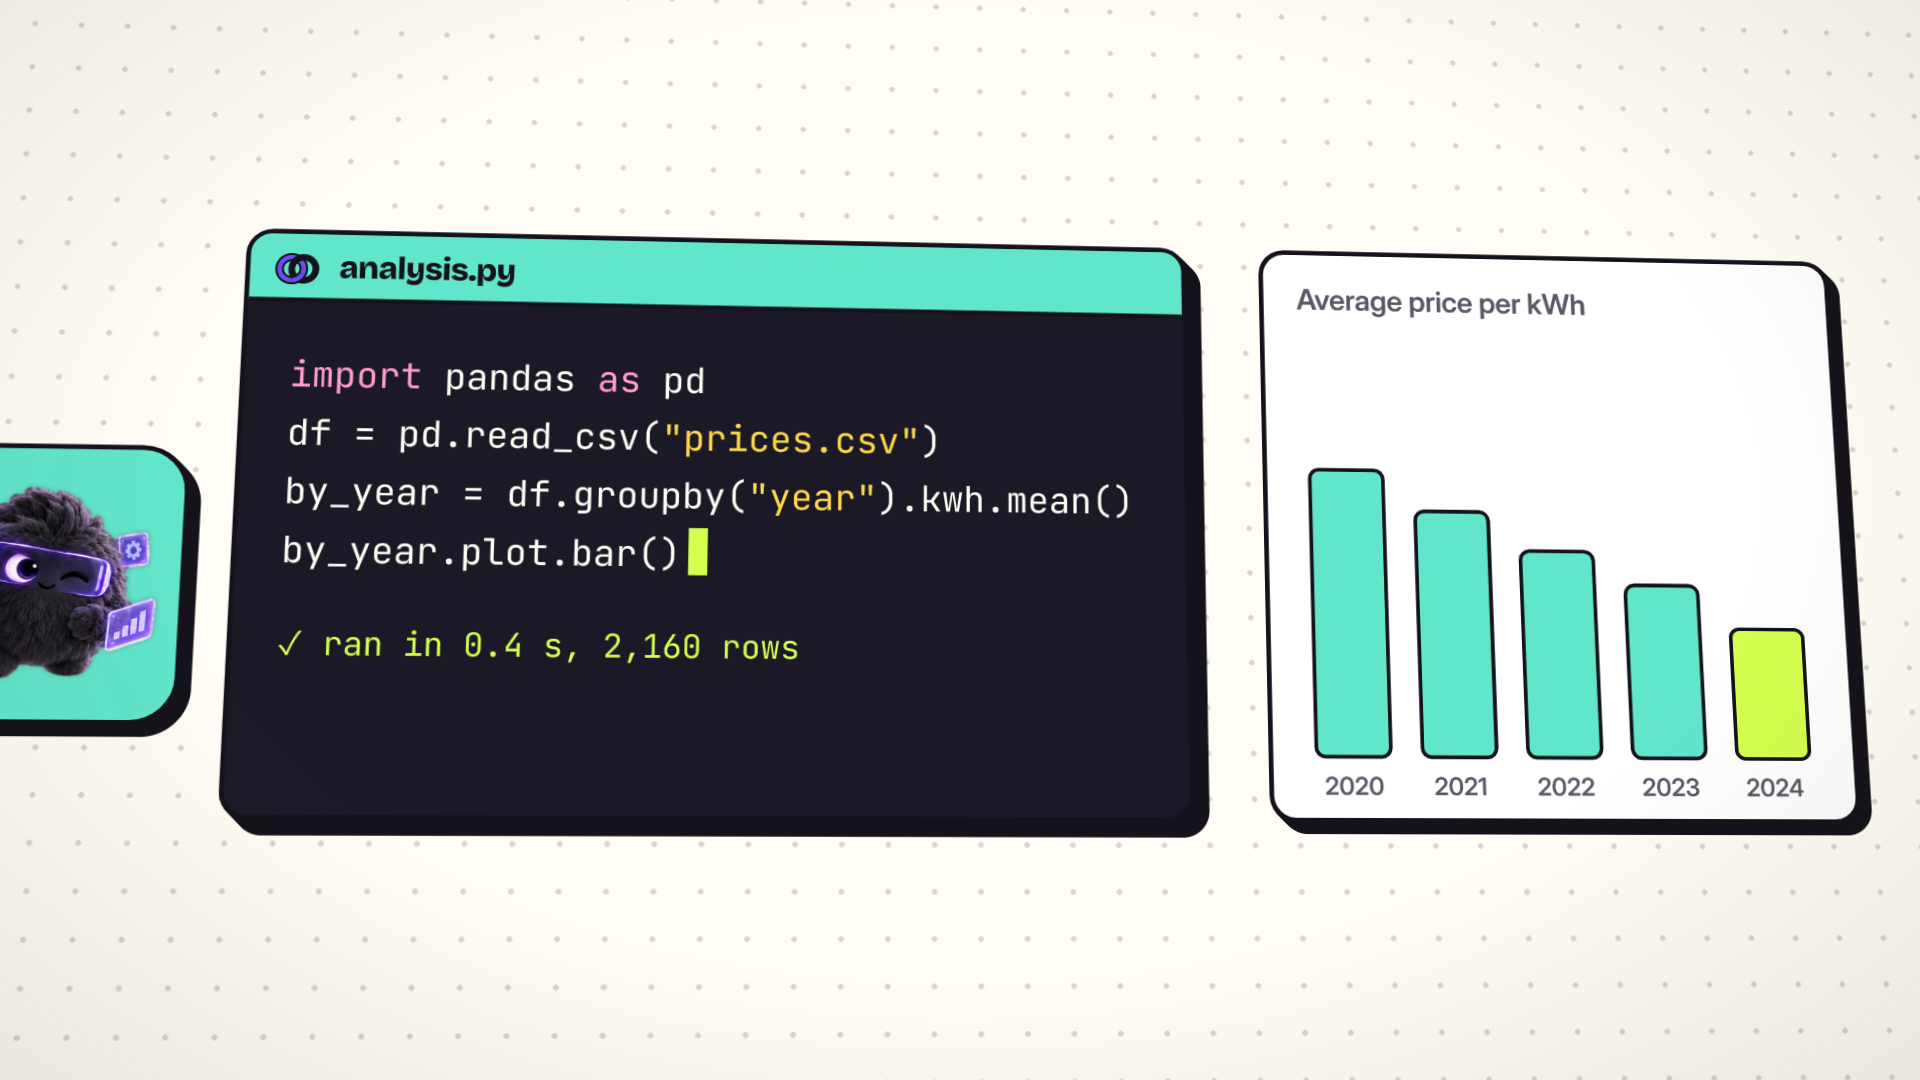 analysis.py
import pandas as pd
df = pd.read_csv("prices.csv")
by_year = df.groupby("year").kwh.mean()
by_year.plot.bar()
✓ ran in 0.4 s, 2,160 rows
Average price per kWh
2020 2021 2022 2023 2024